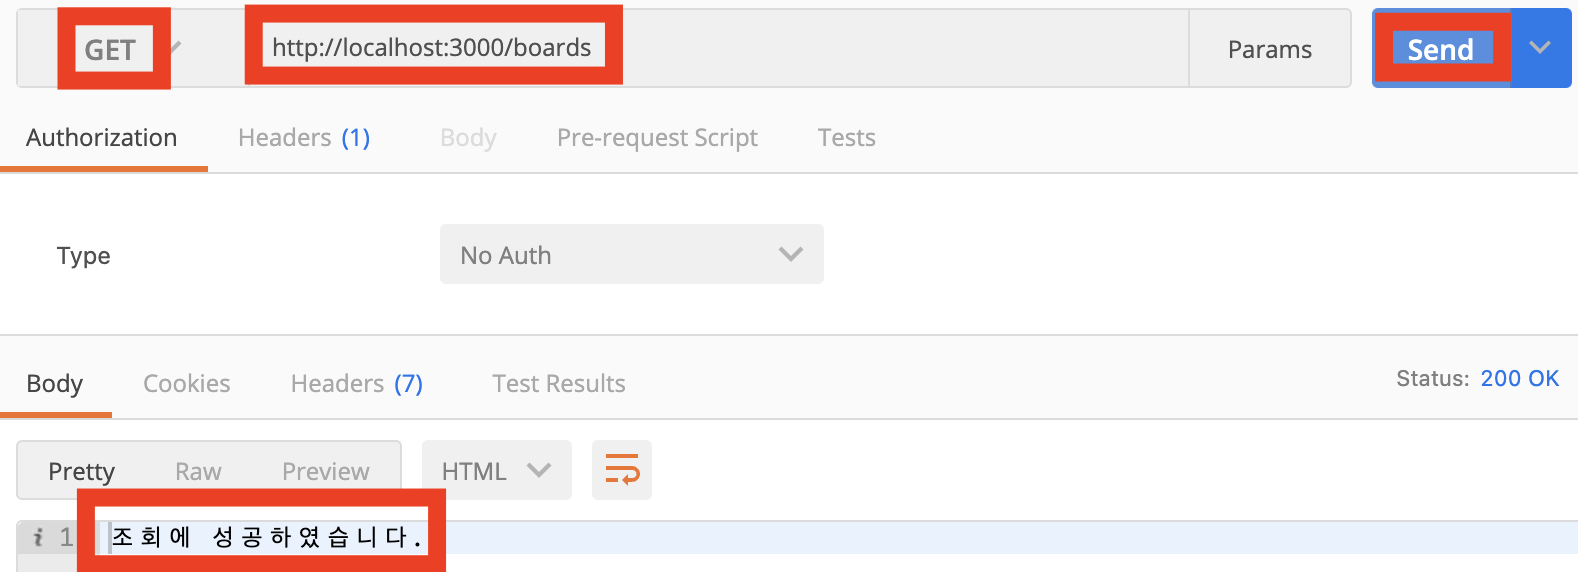 GET http://localhost:3000/boards Params Send
Authorization Headers (1) Body Pre-request Script Tests
Type No Auth
Body Cookies Headers (7) Test Results Status: 200 OK
Pretty Raw Preview HTML
i 1 조회에 성공하였습니다.